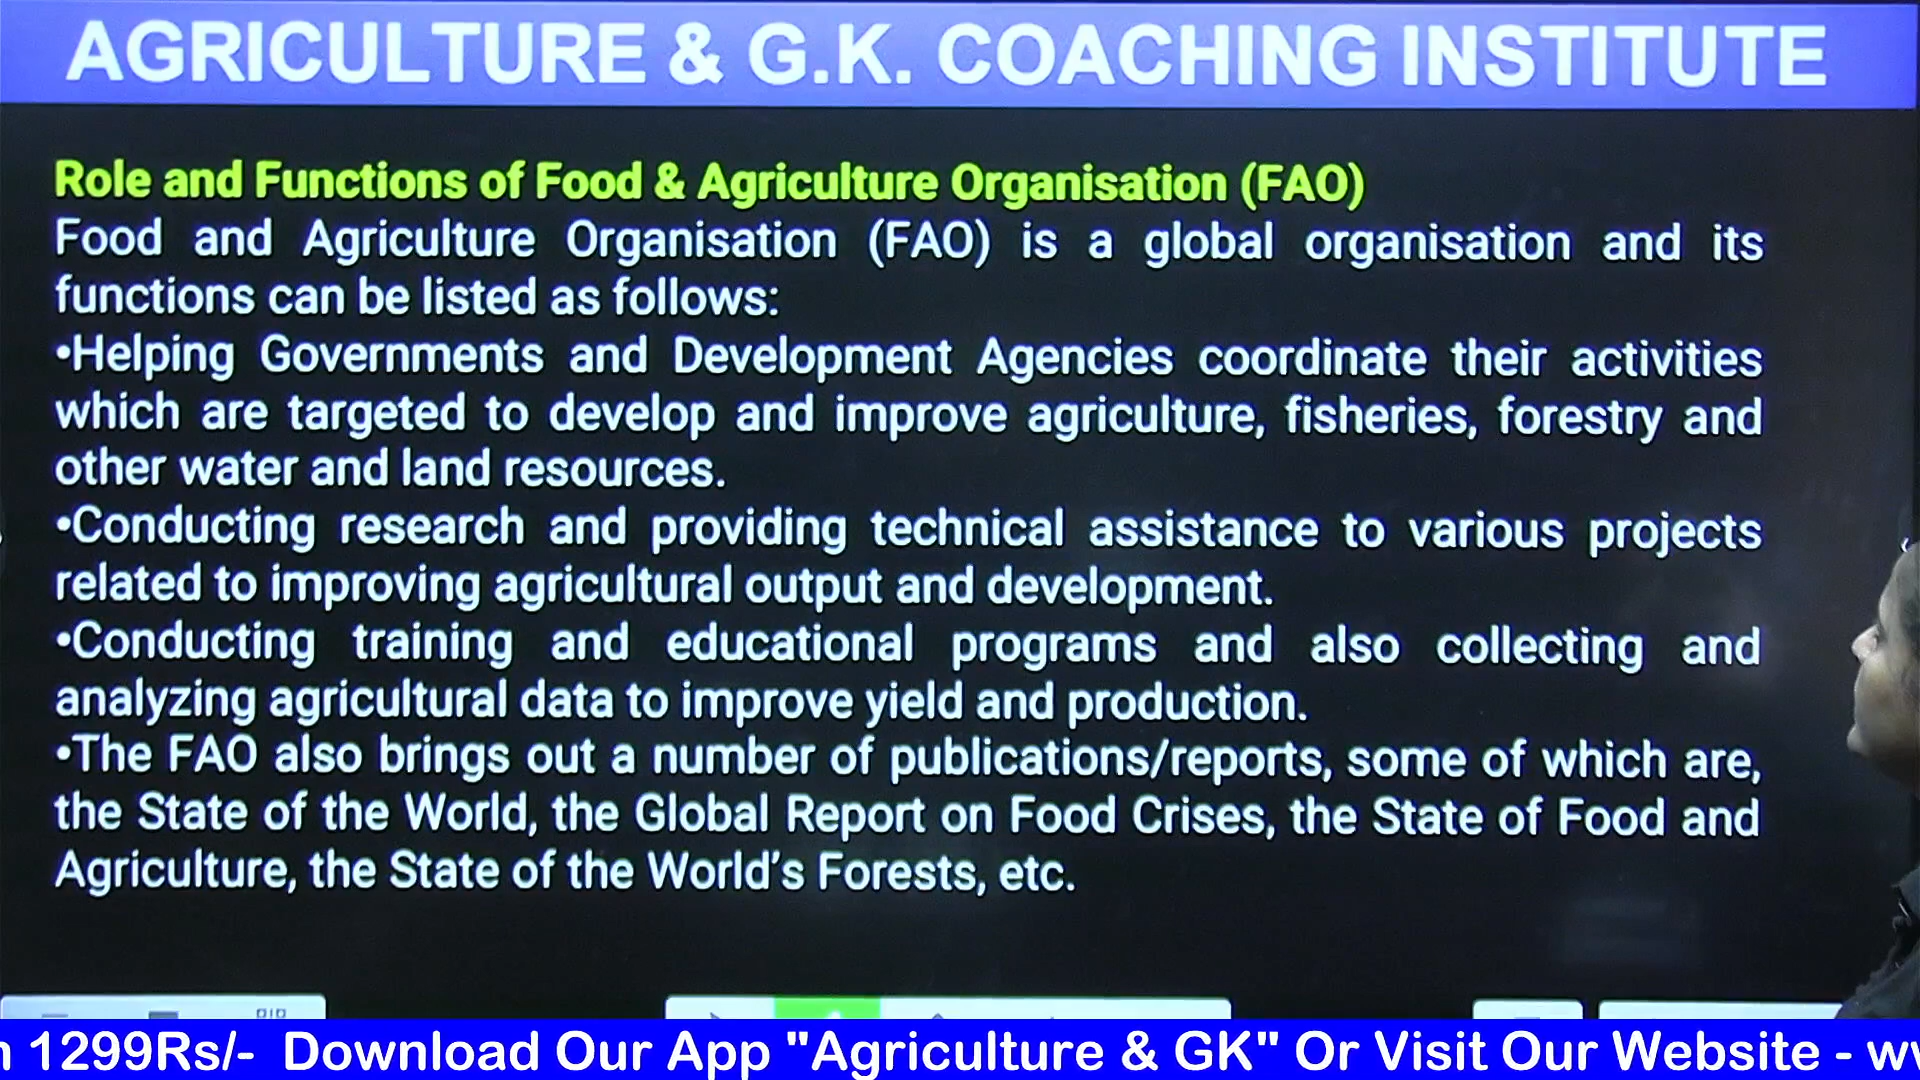 AGRICULTURE & G.K. COACHING INSTITUTE
Role and Functions of Food & Agriculture Organisation (FAO)
Food and Agriculture Organisation (FAO) is a global organisation and its
functions can be listed as follows:
•Helping Governments and Development Agencies coordinate their activities
which are targeted to develop and improve agriculture, fisheries, forestry and
other water and land resources.
•Conducting research and providing technical assistance to various projects
related to improving agricultural output and development.
•Conducting training and educational programs and also collecting and
analyzing agricultural data to improve yield and production.
•The FAO also brings out a number of publications/reports, some of which are,
the State of the World, the Global Report on Food Crises, the State of Food and
Agriculture, the State of the World's Forests, etc.
1299Rs/- Download Our App "Agriculture & GK" Or Visit Our Website -